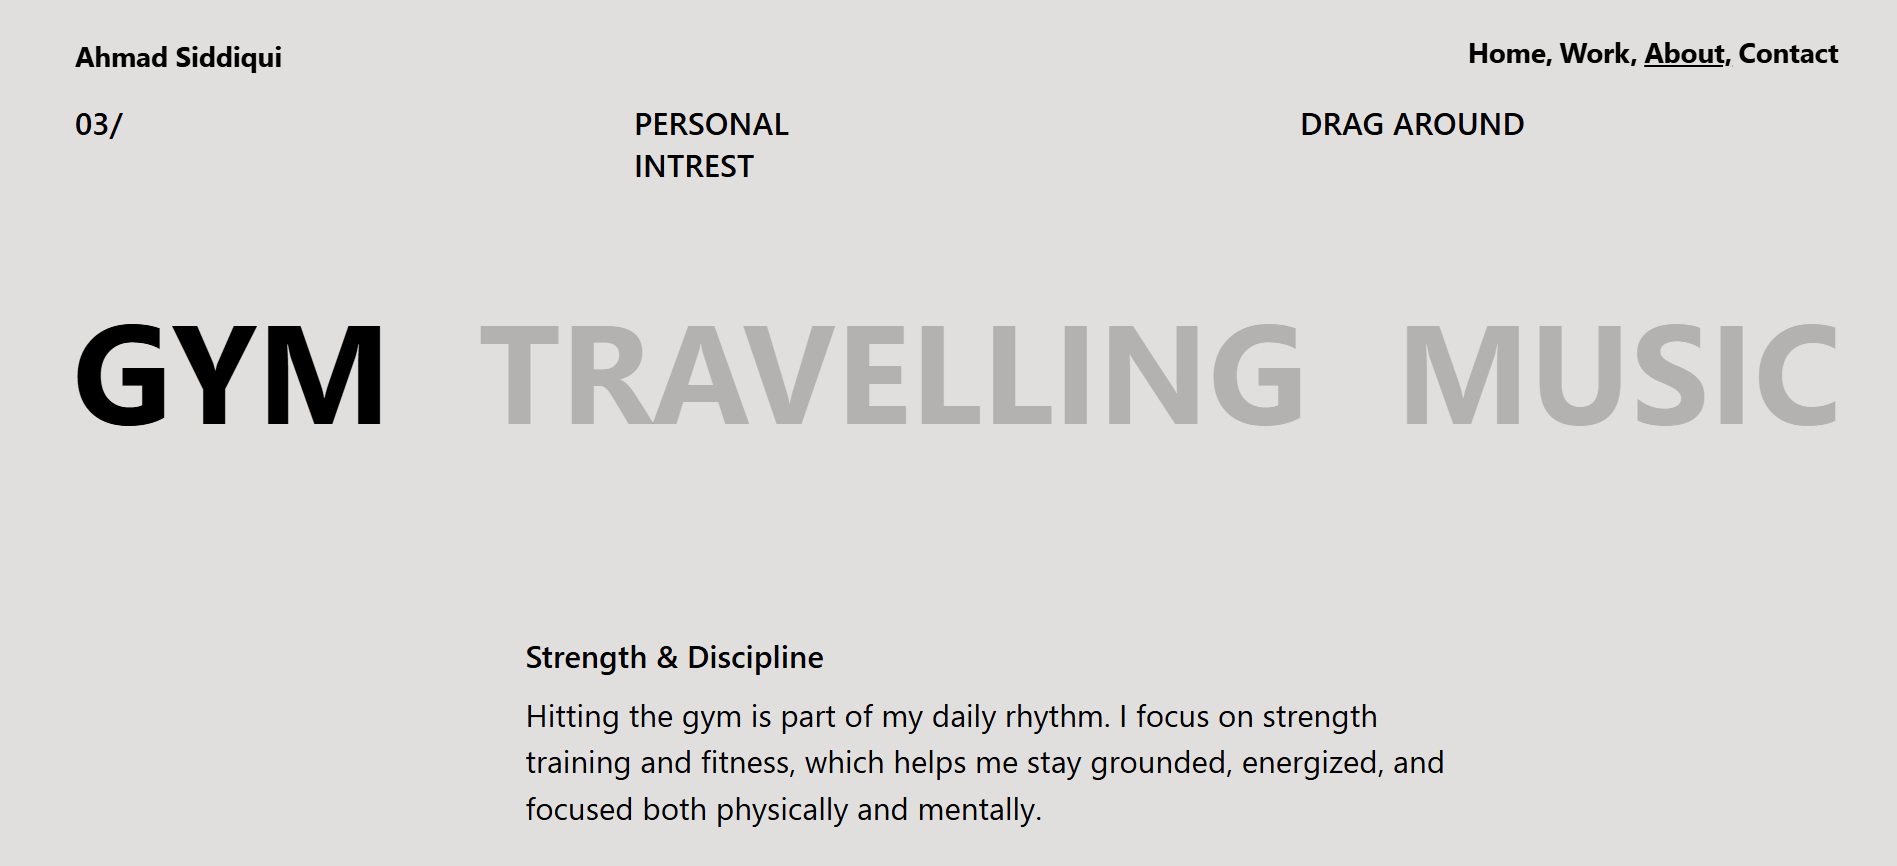 Ahmad Siddiqui
Home, Work, About, Contact
03/
PERSONAL
INTREST
DRAG AROUND
GYM TRAVELLING MUSIC
Strength & Discipline
Hitting the gym is part of my daily rhythm. I focus on strength
training and fitness, which helps me stay grounded, energized, and
focused both physically and mentally.